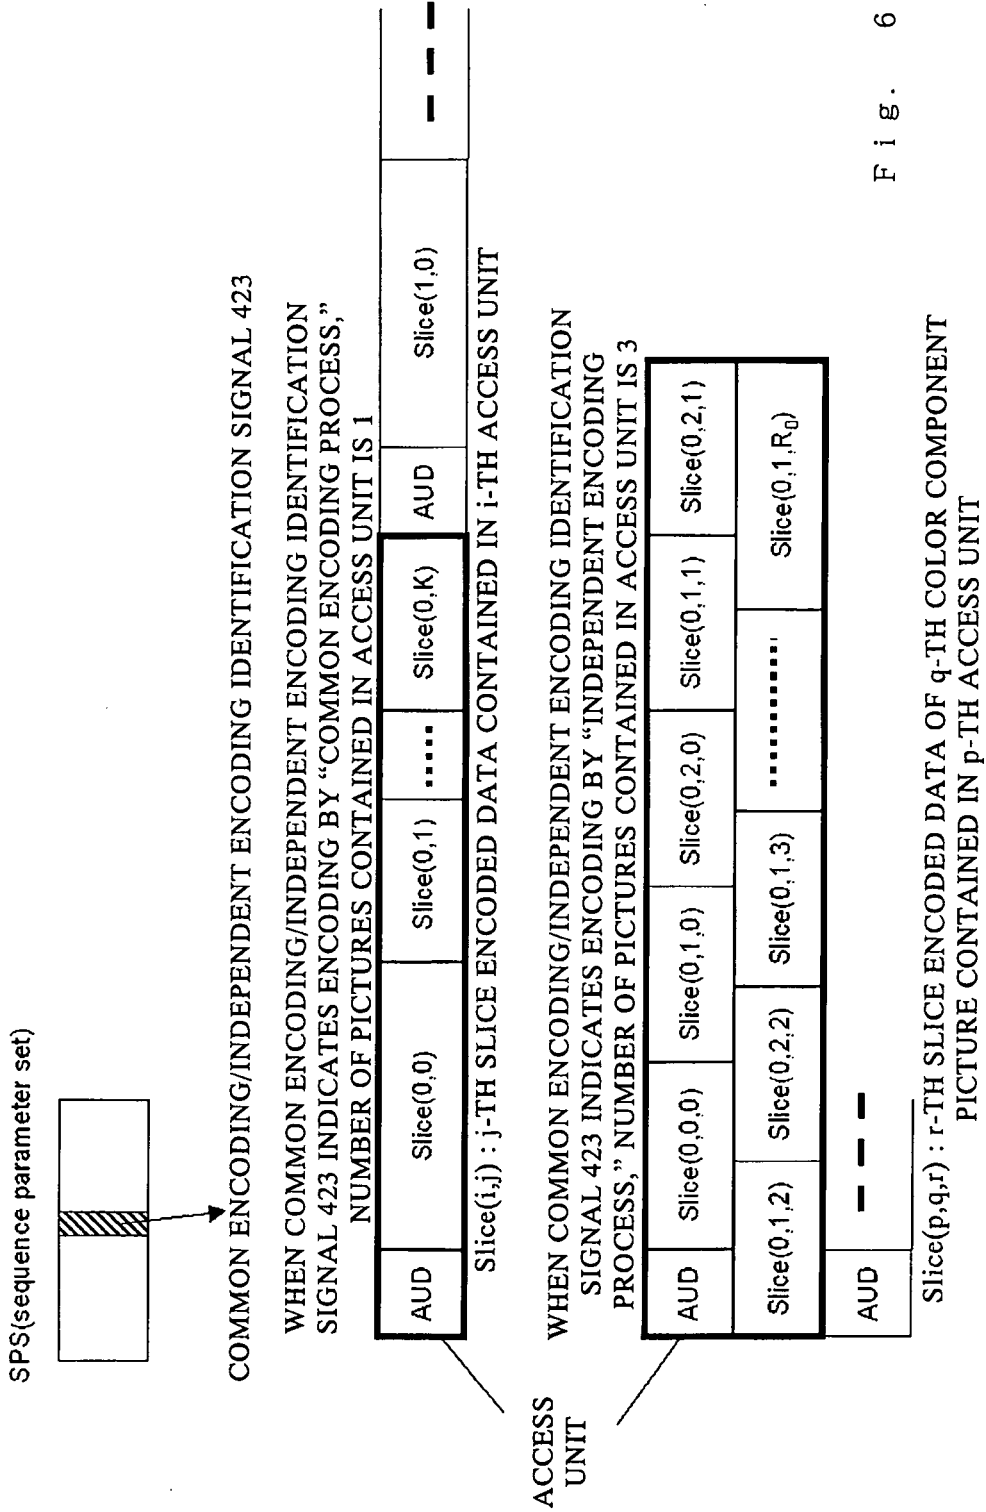 SPS(sequence parameter set)
COMMON ENCODING/INDEPENDENT ENCODING IDENTIFICATION SIGNAL 423
WHEN COMMON ENCODING/INDEPENDENT ENCODING IDENTIFICATION
SIGNAL 423 INDICATES ENCODING BY “COMMON ENCODING PROCESS,”
NUMBER OF PICTURES CONTAINED IN ACCESS UNIT IS 1
AUD Slice(0,0) Slice(0,1) ..... Slice(0,K) AUD Slice(1,0)
Slice(i,j) : j-TH SLICE ENCODED DATA CONTAINED IN i-TH ACCESS UNIT
ACCESS
UNIT
WHEN COMMON ENCODING/INDEPENDENT ENCODING IDENTIFICATION
SIGNAL 423 INDICATES ENCODING BY “INDEPENDENT ENCODING
PROCESS,” NUMBER OF PICTURES CONTAINED IN ACCESS UNIT IS 3
AUD Slice(0,0,0) Slice(0,1,0) Slice(0,2,0) Slice(0,1,1) Slice(0,2,1)
Slice(0,1,2) Slice(0,2,2) Slice(0,1,3) ........... Slice(0,1,R₀)
AUD
Slice(p,q,r) : r-TH SLICE ENCODED DATA OF q-TH COLOR COMPONENT
PICTURE CONTAINED IN p-TH ACCESS UNIT
Fig. 6